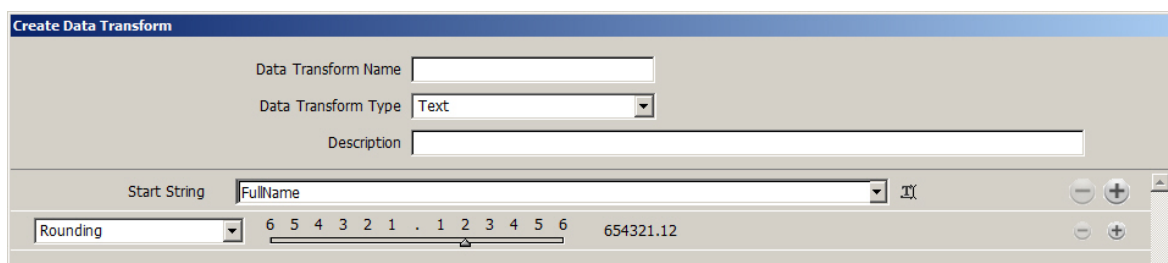 Create Data Transform
Data Transform Name
Data Transform Type Text
Description
Start String FullName T
Rounding 6 5 4 3 2 1 . 1 2 3 4 5 6 654321.12